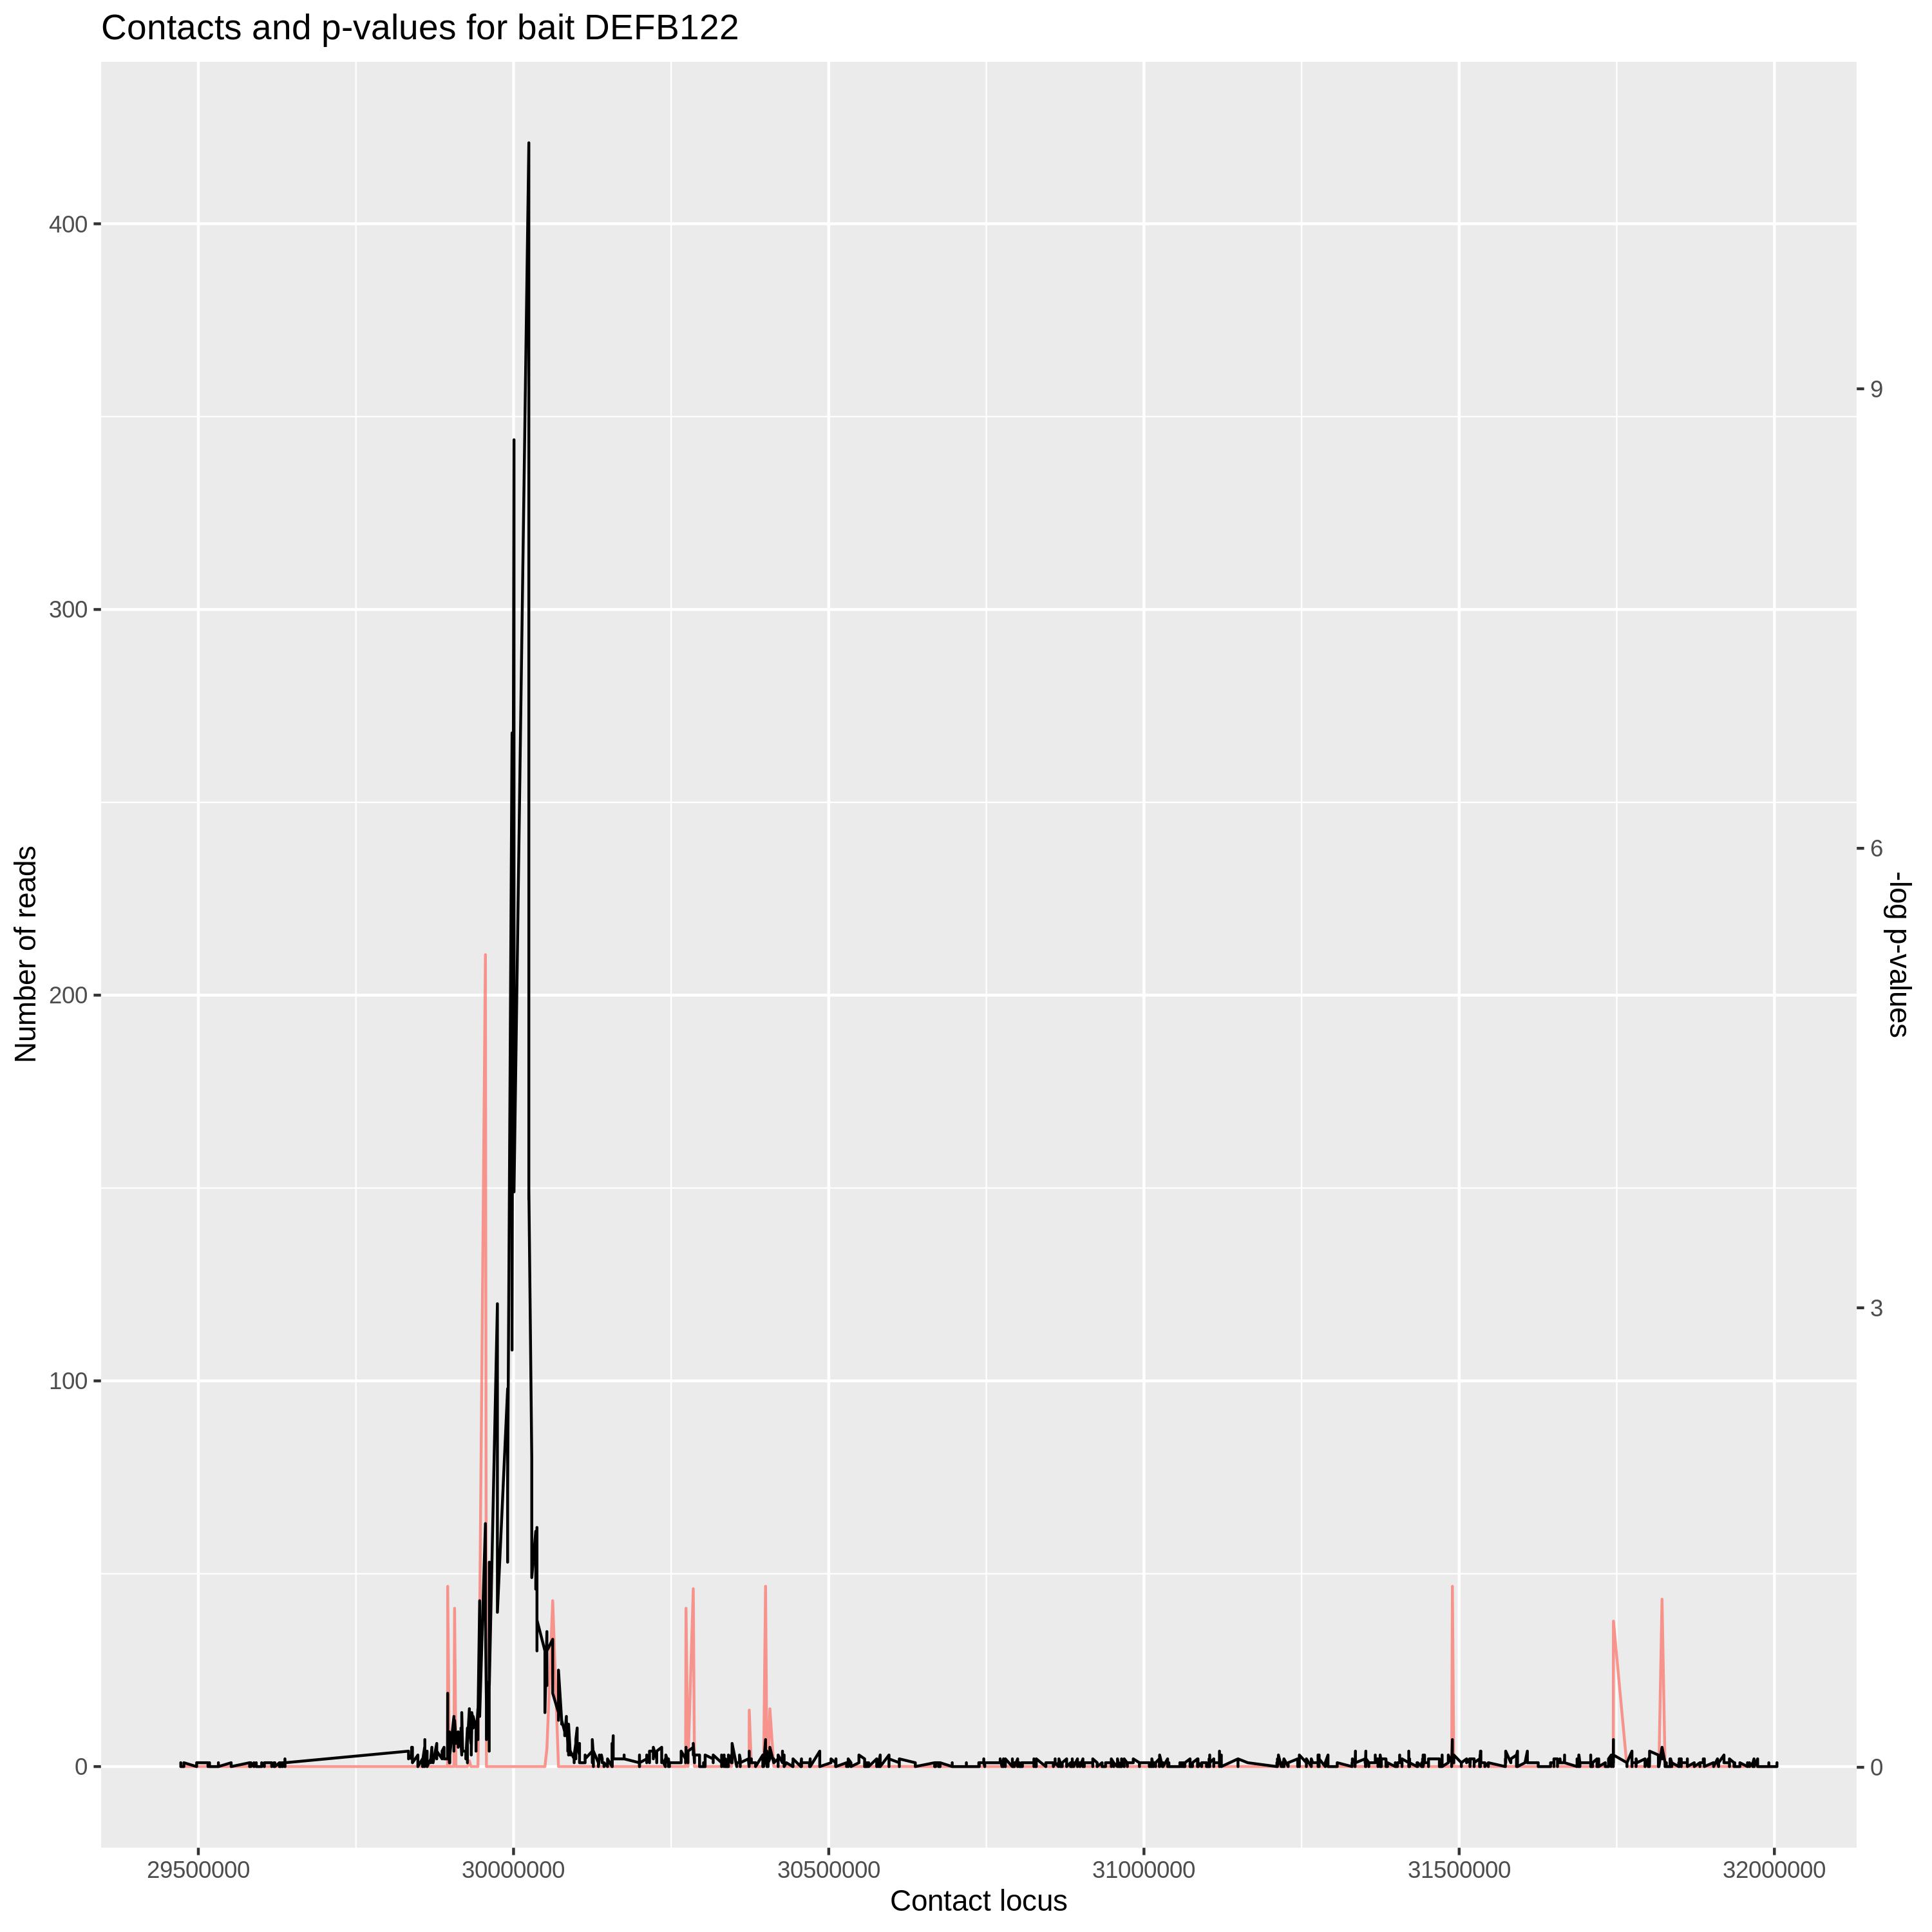 Contacts and p-values for bait DEFB122
400
300
200
100
0
Number of reads
9
6
3
0
-log p-values
29500000 30000000 30500000 31000000 31500000 32000000
Contact locus